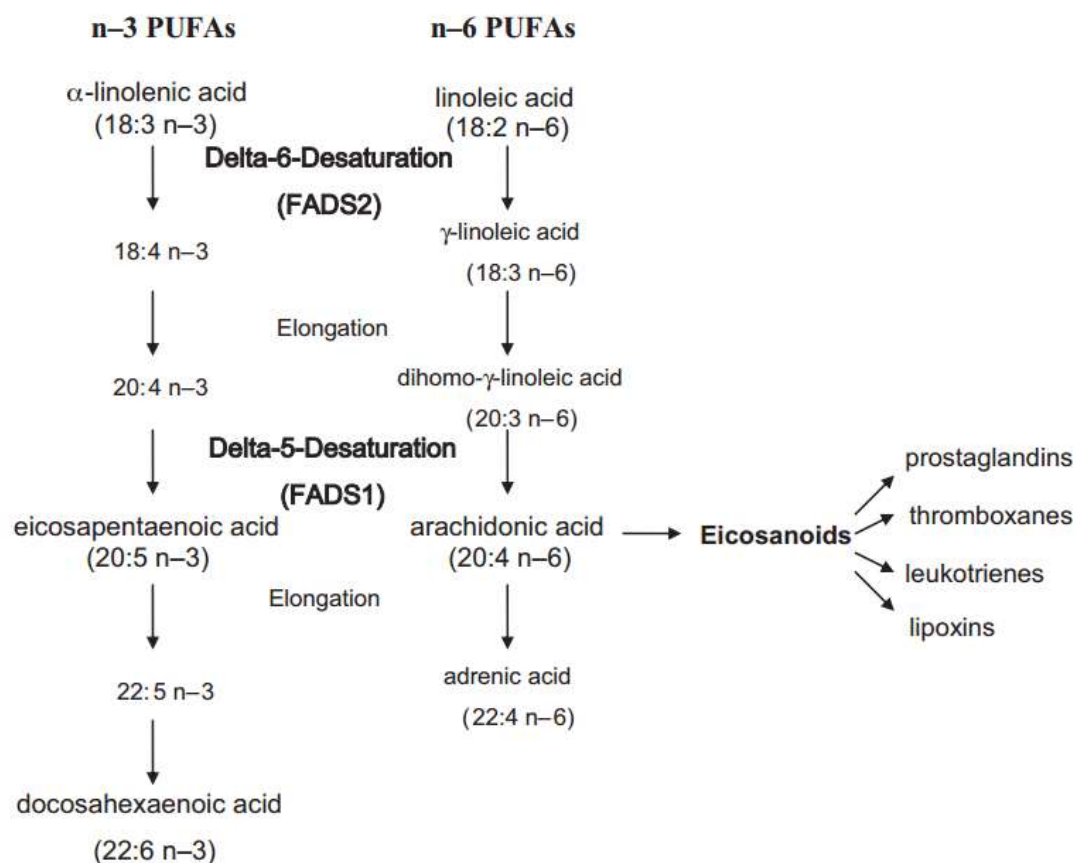 n–3 PUFAs
n–6 PUFAs
α-linolenic acid
(18:3 n–3)
linoleic acid
(18:2 n–6)
Delta-6-Desaturation
(FADS2)
18:4 n–3
γ-linoleic acid
(18:3 n–6)
Elongation
20:4 n–3
dihomo-γ-linoleic acid
(20:3 n–6)
Delta-5-Desaturation
(FADS1)
eicosapentaenoic acid
(20:5 n–3)
arachidonic acid
(20:4 n–6)
Eicosanoids
prostaglandins
thromboxanes
leukotrienes
lipoxins
Elongation
22:5 n–3
adrenic acid
(22:4 n–6)
docosahexaenoic acid
(22:6 n–3)